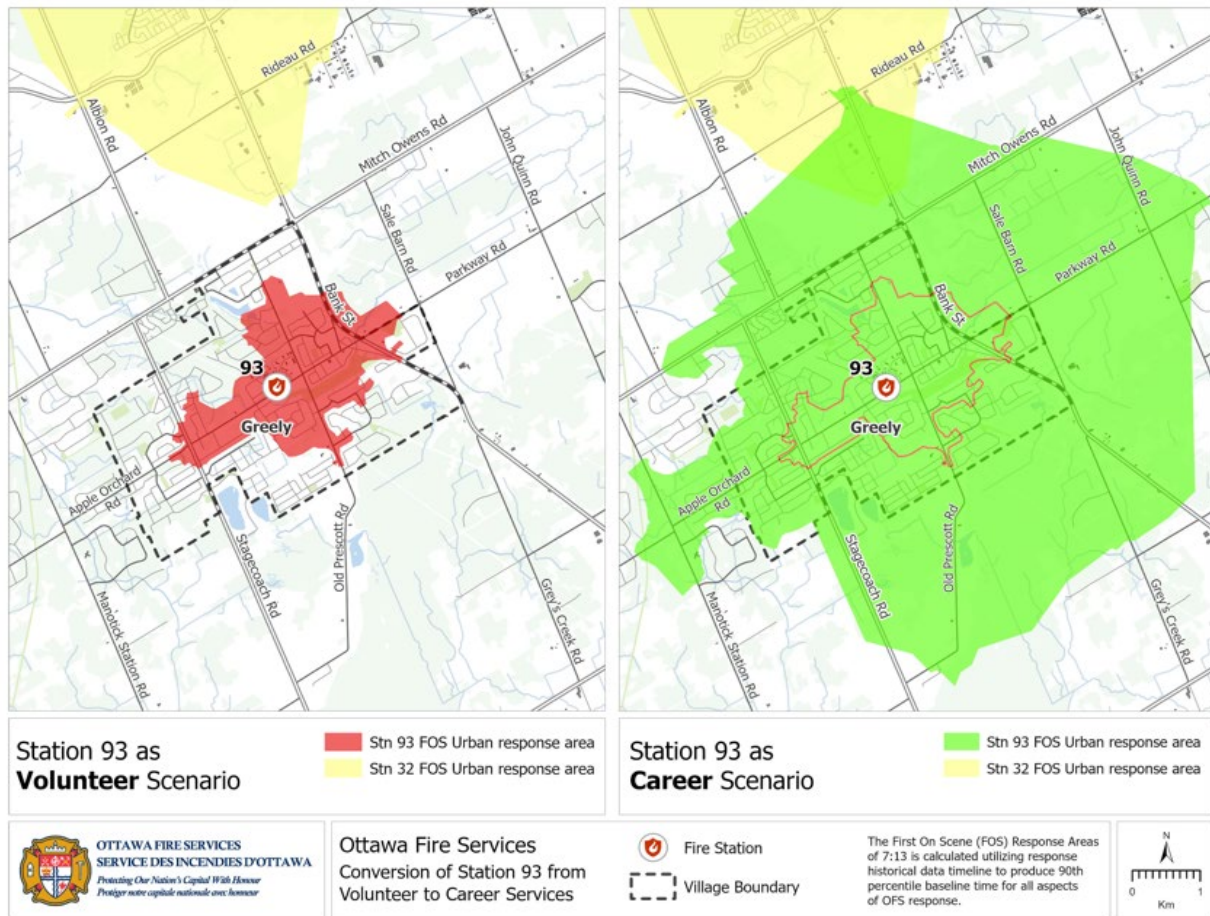 Rideau Rd
Albion Rd
Mitch Owens Rd
John Quinn Rd
Sale Barn Rd
Parkway Rd
Bank St
93
Greely
Apple Orchard
Rd
Stagecoach Rd
Old Prescott Rd
Manotick Station Rd
Grey's Creek Rd
Rideau Rd
Albion Rd
Mitch Owens Rd
John Quinn Rd
Sale Barn Rd
Parkway Rd
Bank St
93
Greely
Apple Orchard
Rd
Stagecoach Rd
Old Prescott Rd
Manotick Station Rd
Grey's Creek Rd
Station 93 as
Volunteer Scenario
Stn 93 FOS Urban response area
Stn 32 FOS Urban response area
Station 93 as
Career Scenario
Stn 93 FOS Urban response area
Stn 32 FOS Urban response area
OTTAWA FIRE SERVICES
SERVICE DES INCENDIES D'OTTAWA
Protecting Our Nation's Capital With Honour
Protéger notre capitale nationale avec honneur
Ottawa Fire Services
Conversion of Station 93 from
Volunteer to Career Services
Fire Station
Village Boundary
The First On Scene (FOS) Response Areas
of 7:13 is calculated utilizing response
historical data timeline to produce 90th
percentile baseline time for all aspects
of OFS response.
N
0 1
Km